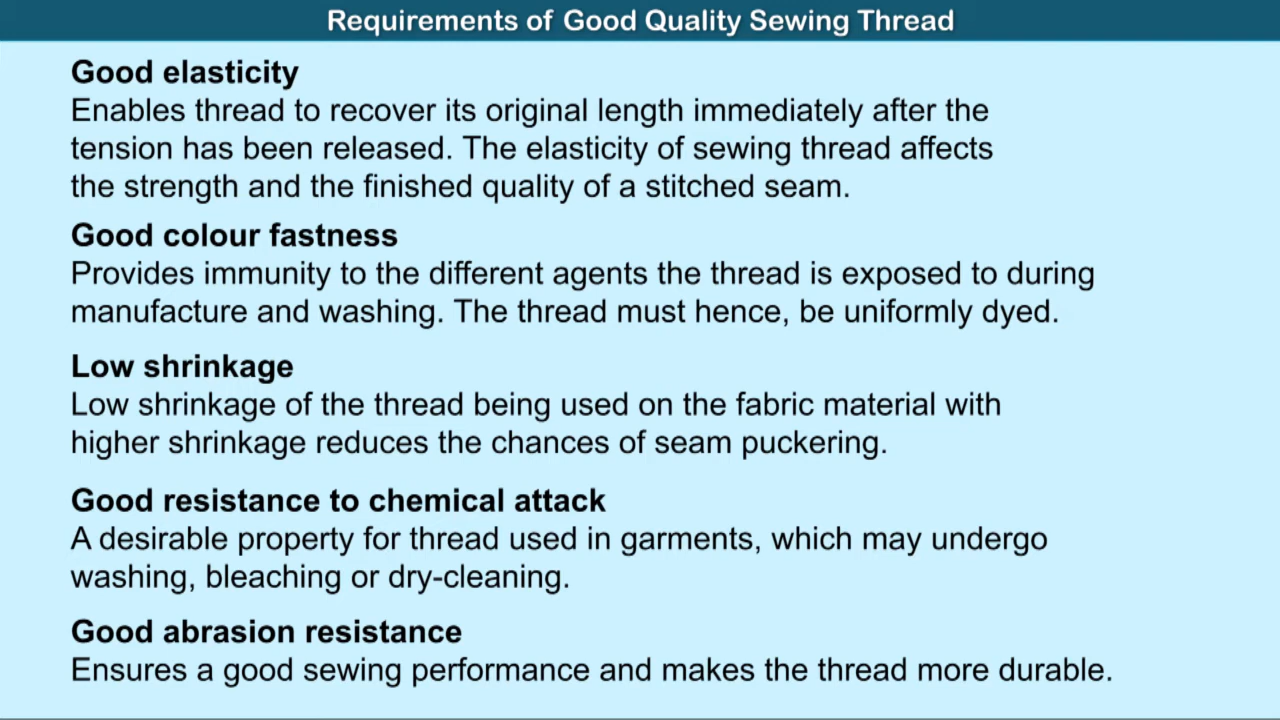 Requirements of Good Quality Sewing Thread
Good elasticity
Enables thread to recover its original length immediately after the
tension has been released. The elasticity of sewing thread affects
the strength and the finished quality of a stitched seam.
Good colour fastness
Provides immunity to the different agents the thread is exposed to during
manufacture and washing. The thread must hence, be uniformly dyed.
Low shrinkage
Low shrinkage of the thread being used on the fabric material with
higher shrinkage reduces the chances of seam puckering.
Good resistance to chemical attack
A desirable property for thread used in garments, which may undergo
washing, bleaching or dry-cleaning.
Good abrasion resistance
Ensures a good sewing performance and makes the thread more durable.